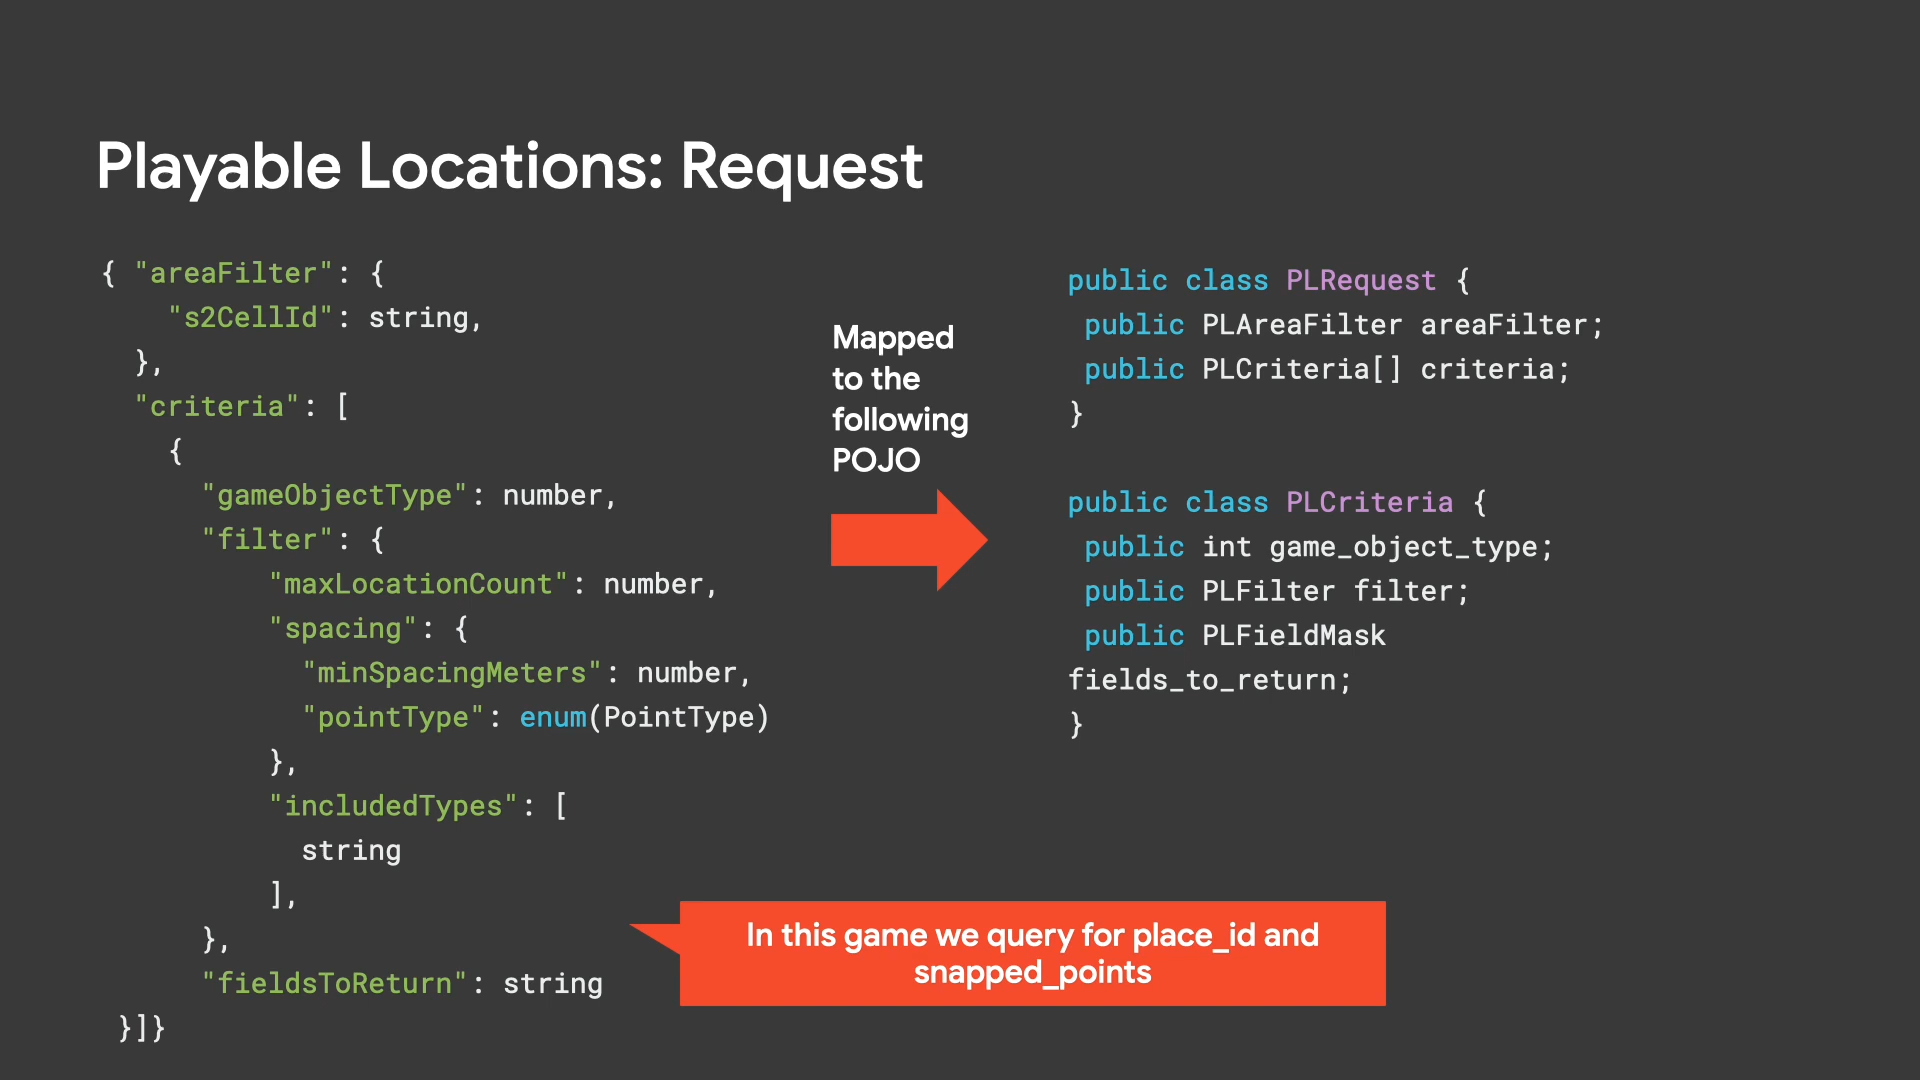 Playable Locations: Request
{ "areaFilter": {
"s2CellId": string,
},
"criteria": [
{
"gameObjectType": number,
"filter": {
"maxLocationCount": number,
"spacing": {
"minSpacingMeters": number,
"pointType": enum(PointType)
},
"includedTypes": [
string
],
},
"fieldsToReturn": string
}]}
Mapped
to the
following
POJO
public class PLRequest {
public PLAreaFilter areaFilter;
public PLCriteria[] criteria;
}
public class PLCriteria {
public int game_object_type;
public PLFilter filter;
public PLFieldMask
fields_to_return;
}
In this game we query for place_id and
snapped_points